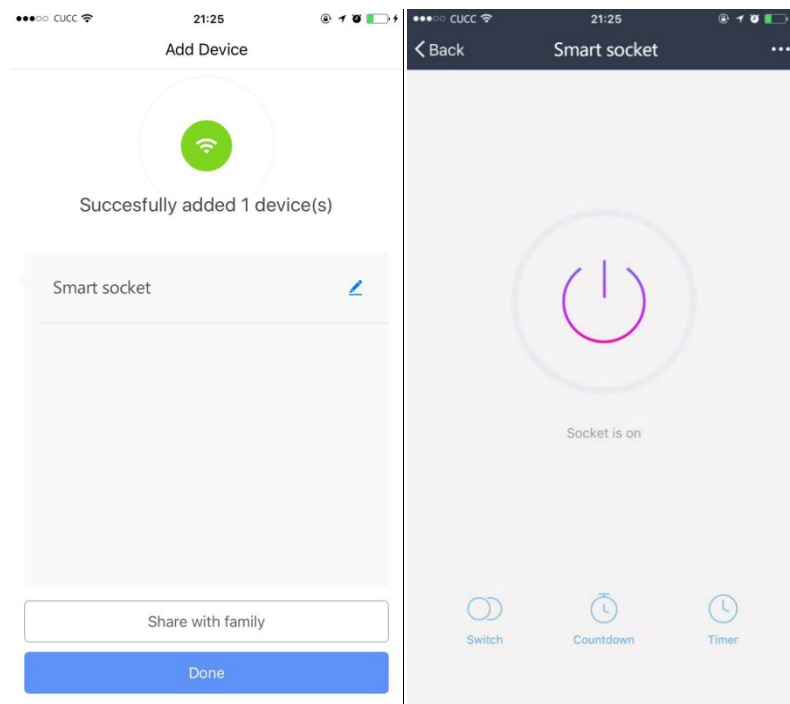 CUCC 21:25
Add Device
Succesfully added 1 device(s)
Smart socket
Share with family
Done
CUCC 21:25
Back Smart socket
Socket is on
Switch Countdown Timer